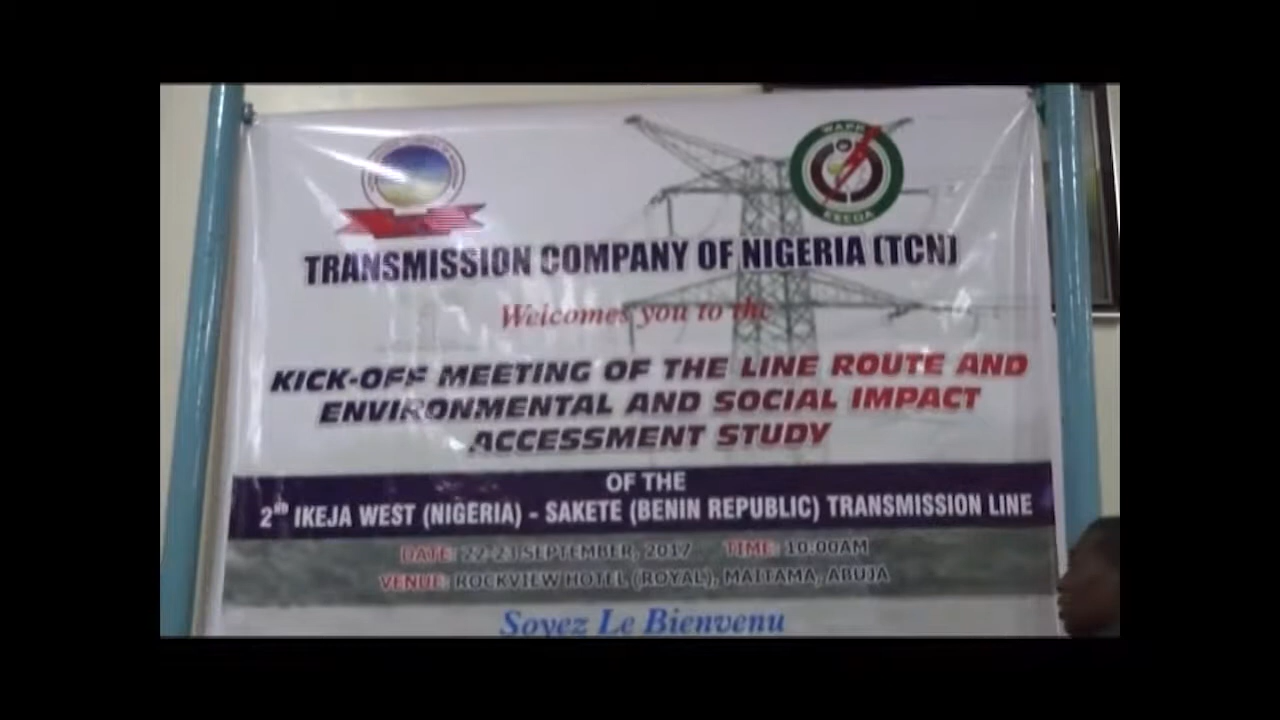 WAPP
EEEOA
TRANSMISSION COMPANY OF NIGERIA (TCN)
Welcomes you to the
KICK-OFF MEETING OF THE LINE ROUTE AND
ENVIRONMENTAL AND SOCIAL IMPACT
ACCESSMENT STUDY
OF THE
2nd IKEJA WEST (NIGERIA) - SAKETE (BENIN REPUBLIC) TRANSMISSION LINE
DATE: 22-23 SEPTEMBER, 2017 TIME: 10:00AM
VENUE: ROCKVIEW HOTEL (ROYAL), MAITAMA, ABUJA
Soyez Le Bienvenu